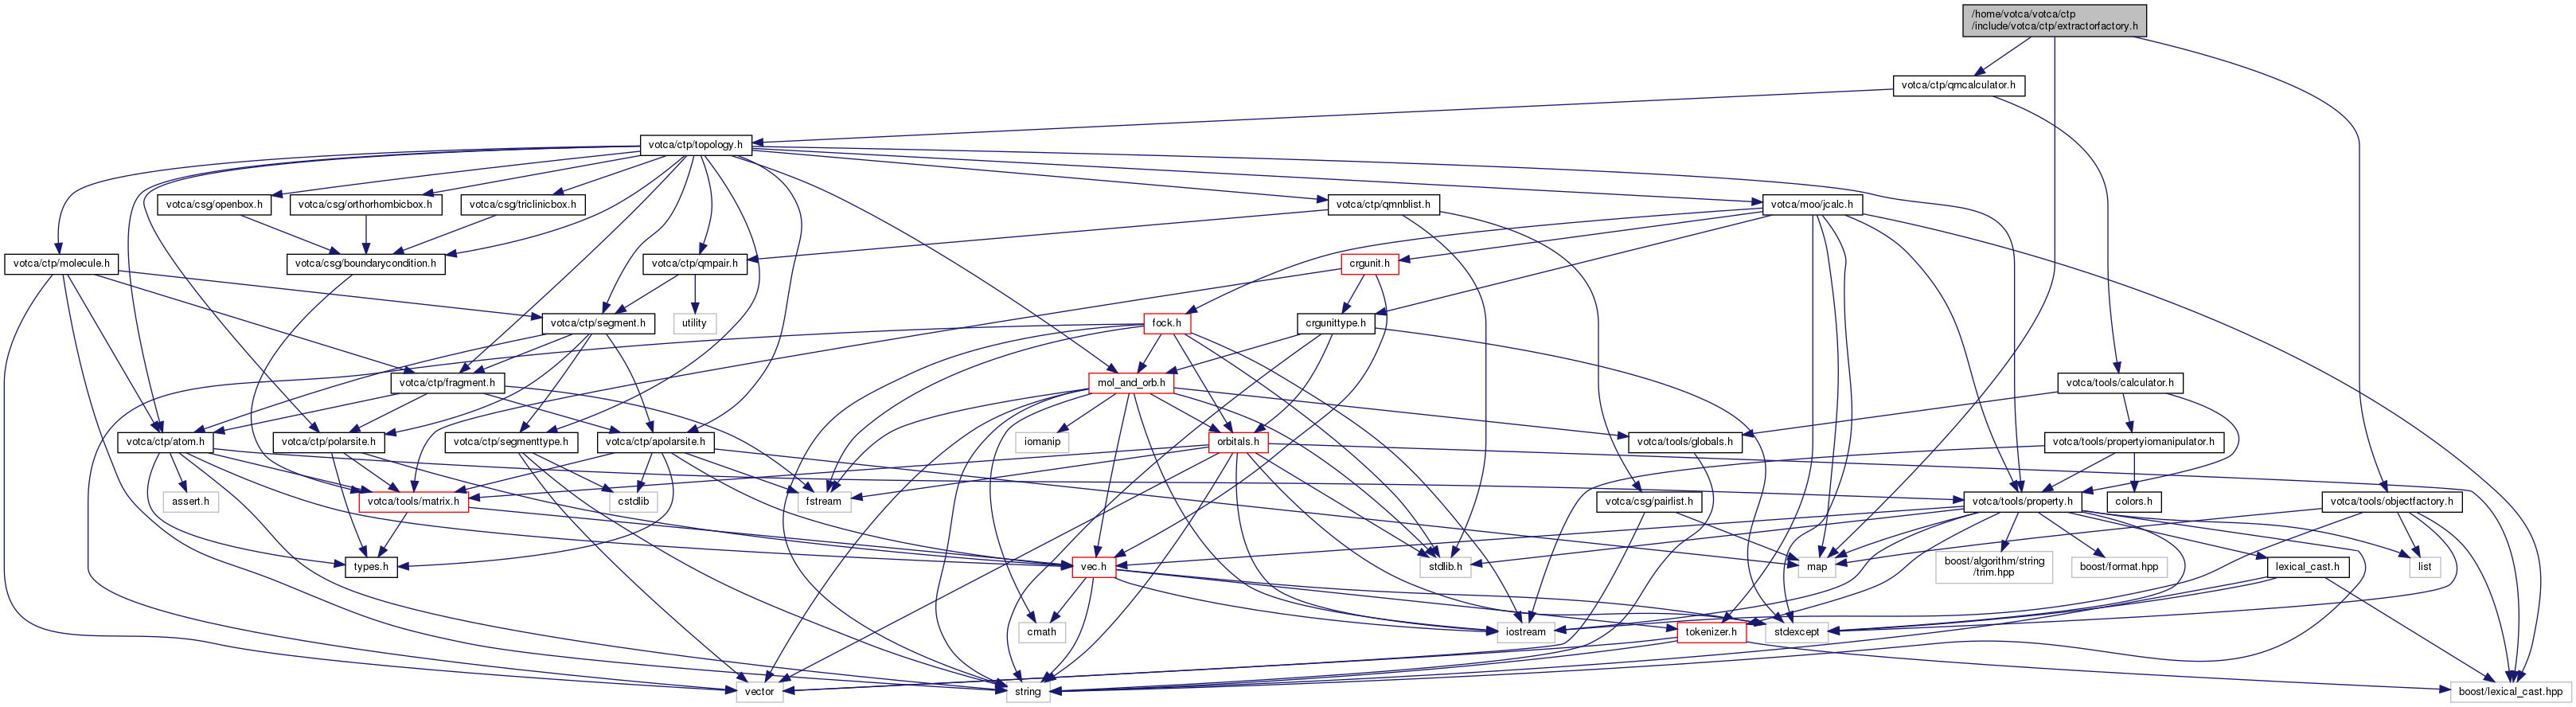 /home/votca/votca/ctp
/include/votca/ctp/extractorfactory.h
votca/ctp/qmcalculator.h
votca/ctp/topology.h
votca/csg/openbox.h
votca/csg/orthorhombicbox.h
votca/csg/triclinicbox.h
votca/ctp/qmnblist.h
votca/moo/jcalc.h
votca/ctp/molecule.h
votca/csg/boundarycondition.h
votca/ctp/qmpair.h
crgunit.h
votca/ctp/segment.h
utility
fock.h
crgunittype.h
votca/ctp/fragment.h
mol_and_orb.h
votca/tools/calculator.h
votca/ctp/atom.h
votca/ctp/polarsite.h
votca/ctp/segmenttype.h
votca/ctp/apolarsite.h
iomanip
orbitals.h
votca/tools/globals.h
votca/tools/propertyiomanipulator.h
assert.h
votca/tools/matrix.h
cstdlib
fstream
votca/csg/pairlist.h
votca/tools/property.h
colors.h
votca/tools/objectfactory.h
types.h
vec.h
stdlib.h
map
boost/algorithm/string
/trim.hpp
boost/format.hpp
lexical_cast.h
list
cmath
iostream
tokenizer.h
stdexcept
vector
string
boost/lexical_cast.hpp